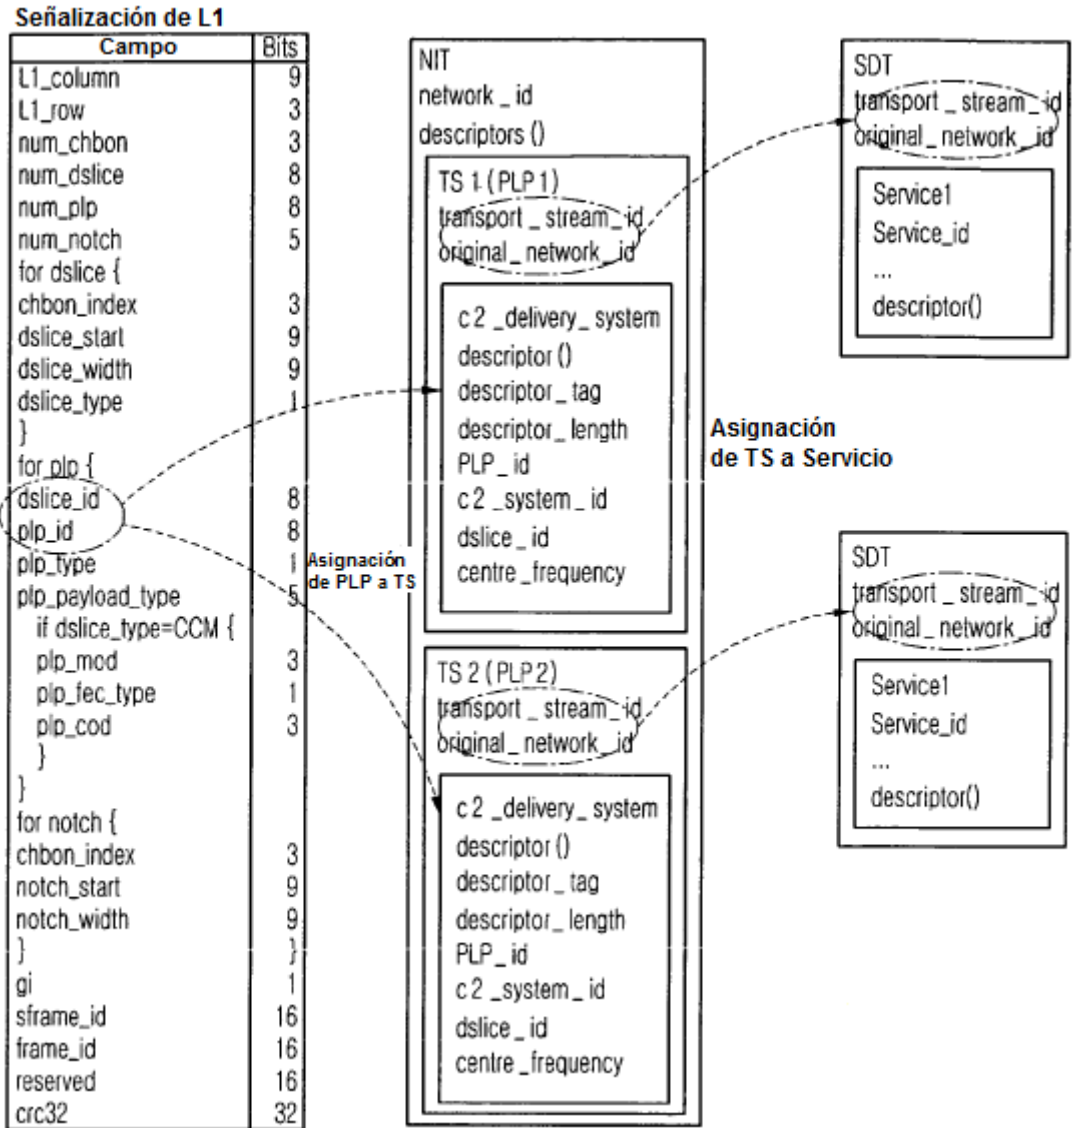 Señalización de L1
Campo Bits
L1_column 9
L1_row 3
num_chbon 3
num_dslice 8
num_plp 8
num_notch 5
for dslice {
chbon_index 3
dslice_start 9
dslice_width 9
dslice_type 1
}
for plp {
dslice_id 8
plp_id 8
plp_type 1
plp_payload_type 5
if dslice_type=CCM {
plp_mod 3
plp_fec_type 1
plp_cod 3
}
}
for notch {
chbon_index 3
notch_start 9
notch_width 9
} }
gi 1
sframe_id 16
frame_id 16
reserved 16
crc32 32
Asignación
de PLP a TS
NIT
network_id
descriptors ()
TS 1 (PLP 1)
transport_stream_id
original_network_id
c2_delivery_system
descriptor ()
descriptor_tag
descriptor_length
PLP_id
c2_system_id
dslice_id
centre_frequency
TS 2 (PLP 2)
transport_stream_id
original_network_id
c2_delivery_system
descriptor ()
descriptor_tag
descriptor_length
PLP_id
c2_system_id
dslice_id
centre_frequency
Asignación
de TS a Servicio
SDT
transport_stream_id
original_network_id
Service1
Service_id
...
descriptor()
SDT
transport_stream_id
original_network_id
Service1
Service_id
...
descriptor()